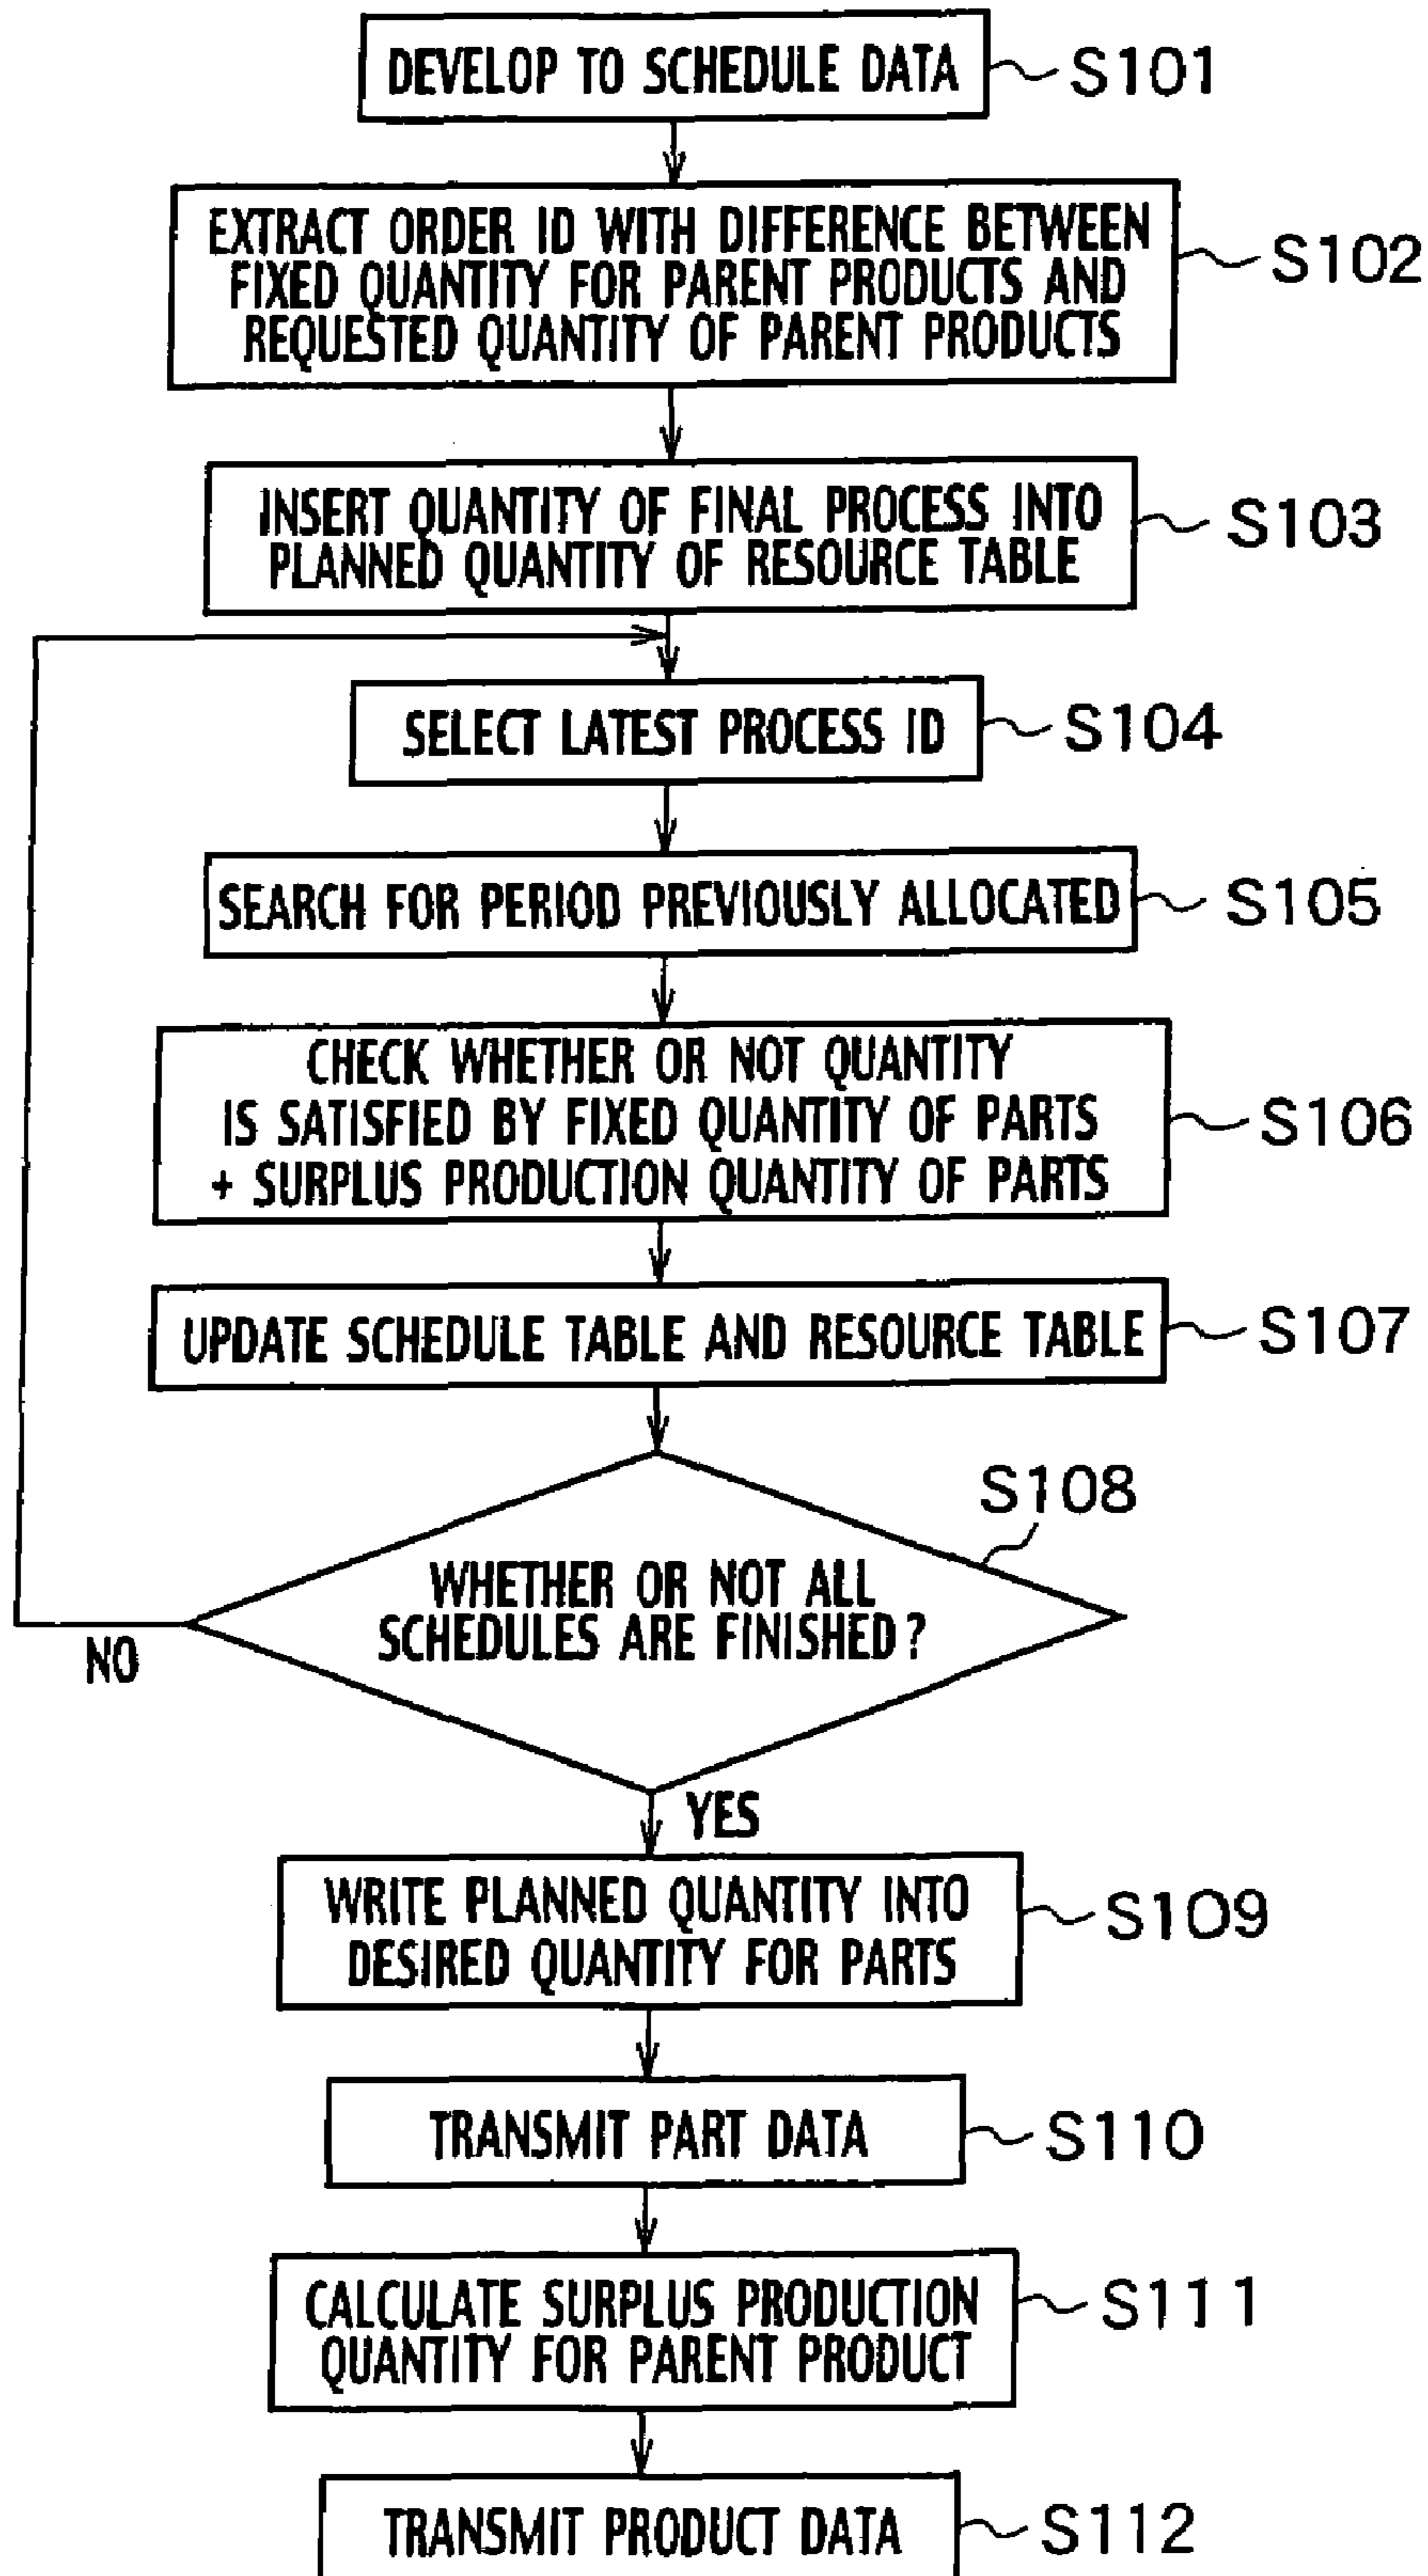 DEVELOP TO SCHEDULE DATA
S101
EXTRACT ORDER ID WITH DIFFERENCE BETWEEN
FIXED QUANTITY FOR PARENT PRODUCTS AND
REQUESTED QUANTITY OF PARENT PRODUCTS
S102
INSERT QUANTITY OF FINAL PROCESS INTO
PLANNED QUANTITY OF RESOURCE TABLE
S103
SELECT LATEST PROCESS ID
S104
SEARCH FOR PERIOD PREVIOUSLY ALLOCATED
S105
CHECK WHETHER OR NOT QUANTITY
IS SATISFIED BY FIXED QUANTITY OF PARTS
+ SURPLUS PRODUCTION QUANTITY OF PARTS
S106
UPDATE SCHEDULE TABLE AND RESOURCE TABLE
S107
S108
WHETHER OR NOT ALL
SCHEDULES ARE FINISHED?
NO
YES
WRITE PLANNED QUANTITY INTO
DESIRED QUANTITY FOR PARTS
S109
TRANSMIT PART DATA
S110
CALCULATE SURPLUS PRODUCTION
QUANTITY FOR PARENT PRODUCT
S111
TRANSMIT PRODUCT DATA
S112